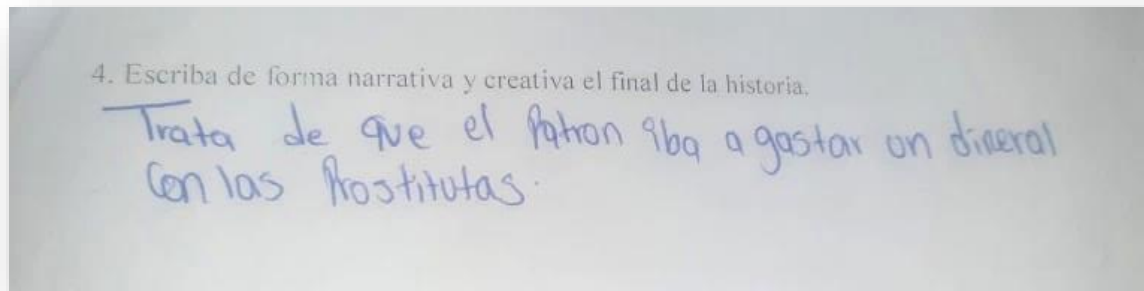 4. Escriba de forma narrativa y creativa el final de la historia.
Trata de que el Patron iba a gastar un dineral
Con las Prostitutas.